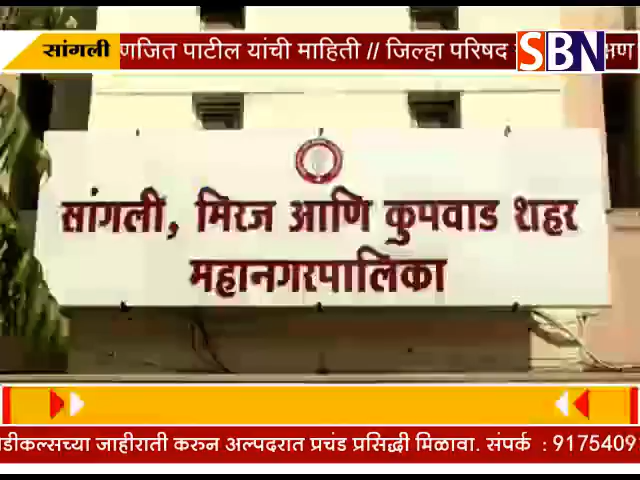 सांगली
णजित पाटील यांची माहिती // जिल्हा परिषद
SBN
क्षण
सांगली, मिरज आणि कुपवाड शहर
महानगरपालिका
डीकल्सच्या जाहीराती करुन अल्पदरात प्रचंड प्रसिद्धी मिळावा. संपर्क : 9175409